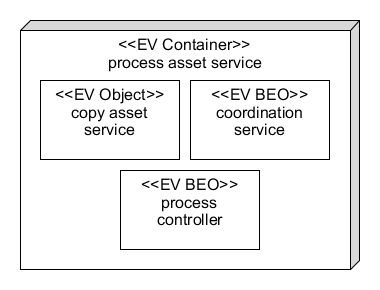 <<EV Container>>
process asset service
<<EV Object>>
copy asset
service
<<EV BEO>>
coordination
service
<<EV BEO>>
process
controller